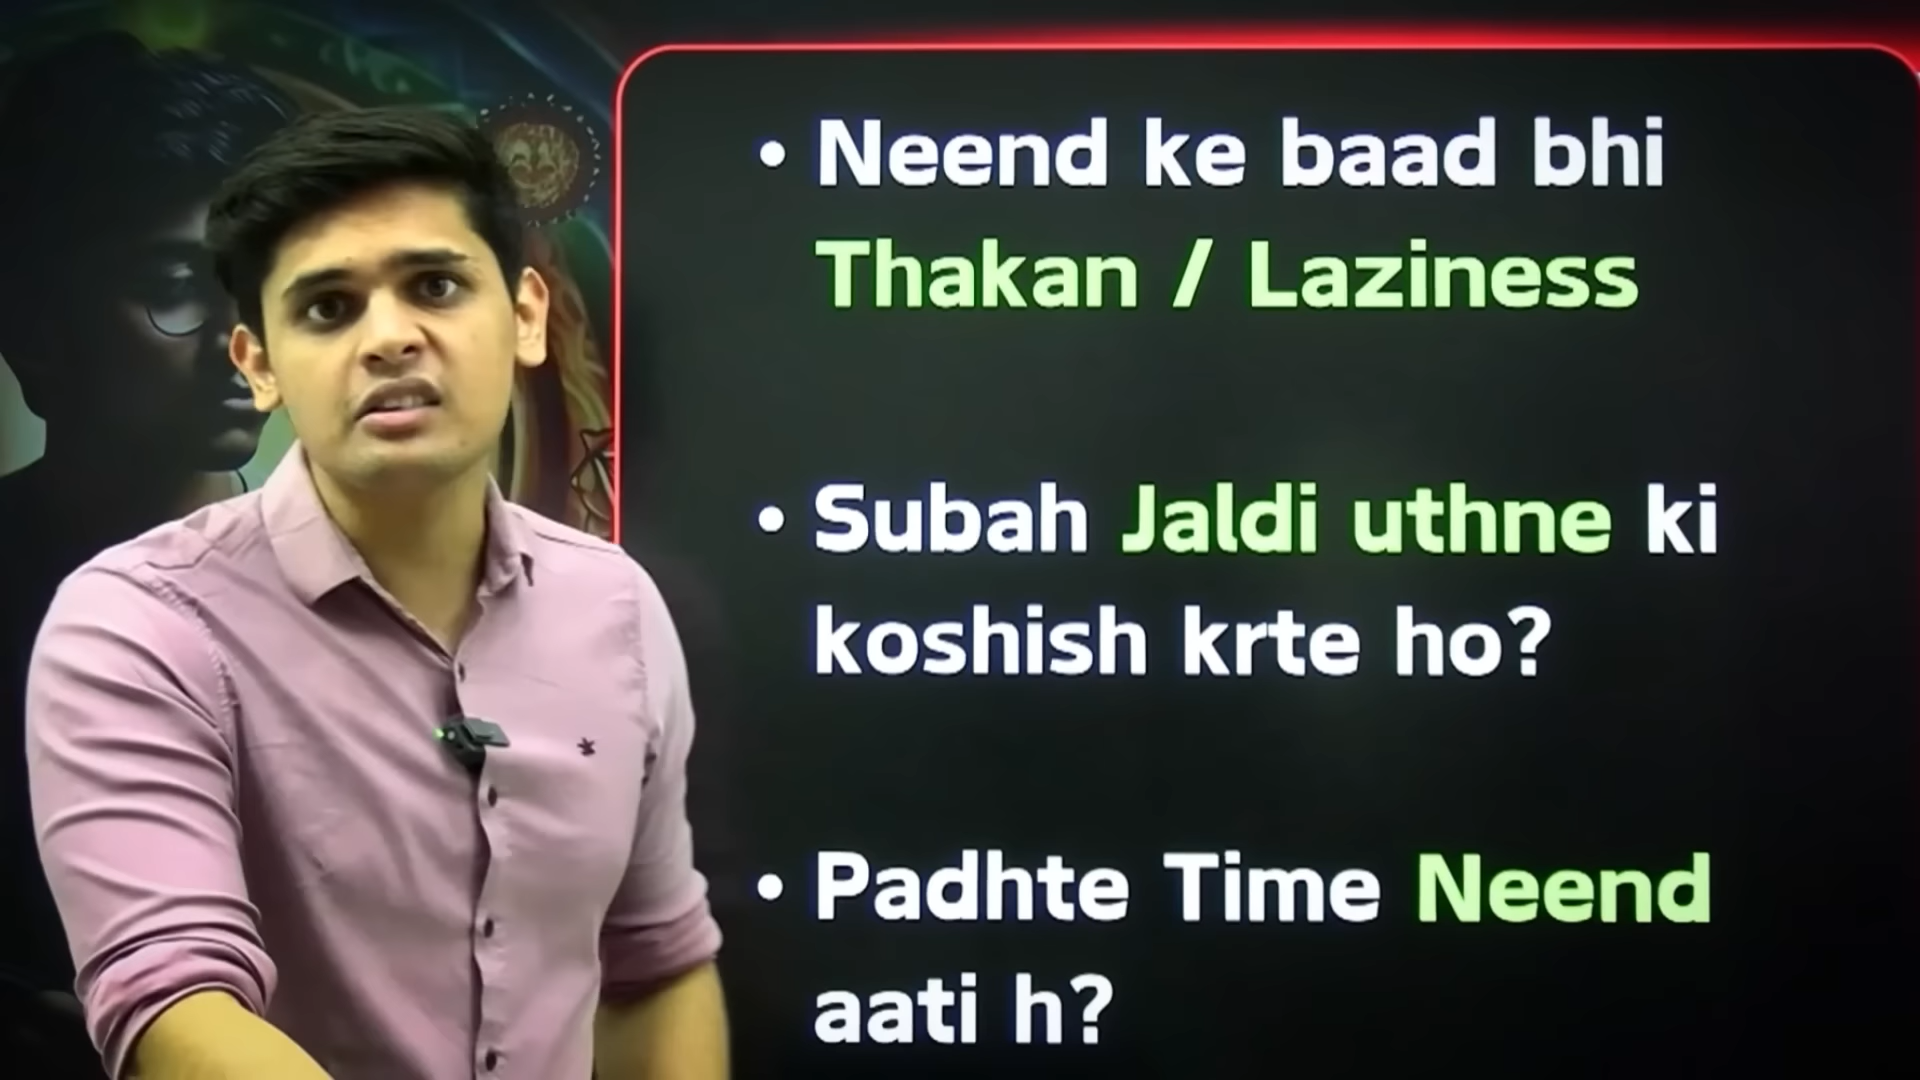 • Neend ke baad bhi
Thakan / Laziness
• Subah Jaldi uthne ki
koshish krte ho?
• Padhte Time Neend
aati h?